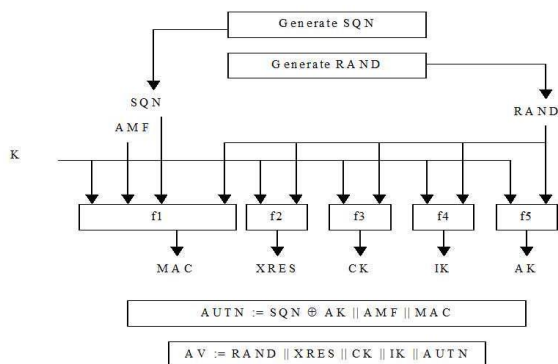 Generate SQN
Generate RAND
SQN
RAND
AMF
K
f1 f2 f3 f4 f5
MAC XRES CK IK AK
AUTN := SQN ⊕ AK || AMF || MAC
AV := RAND || XRES || CK || IK || AUTN